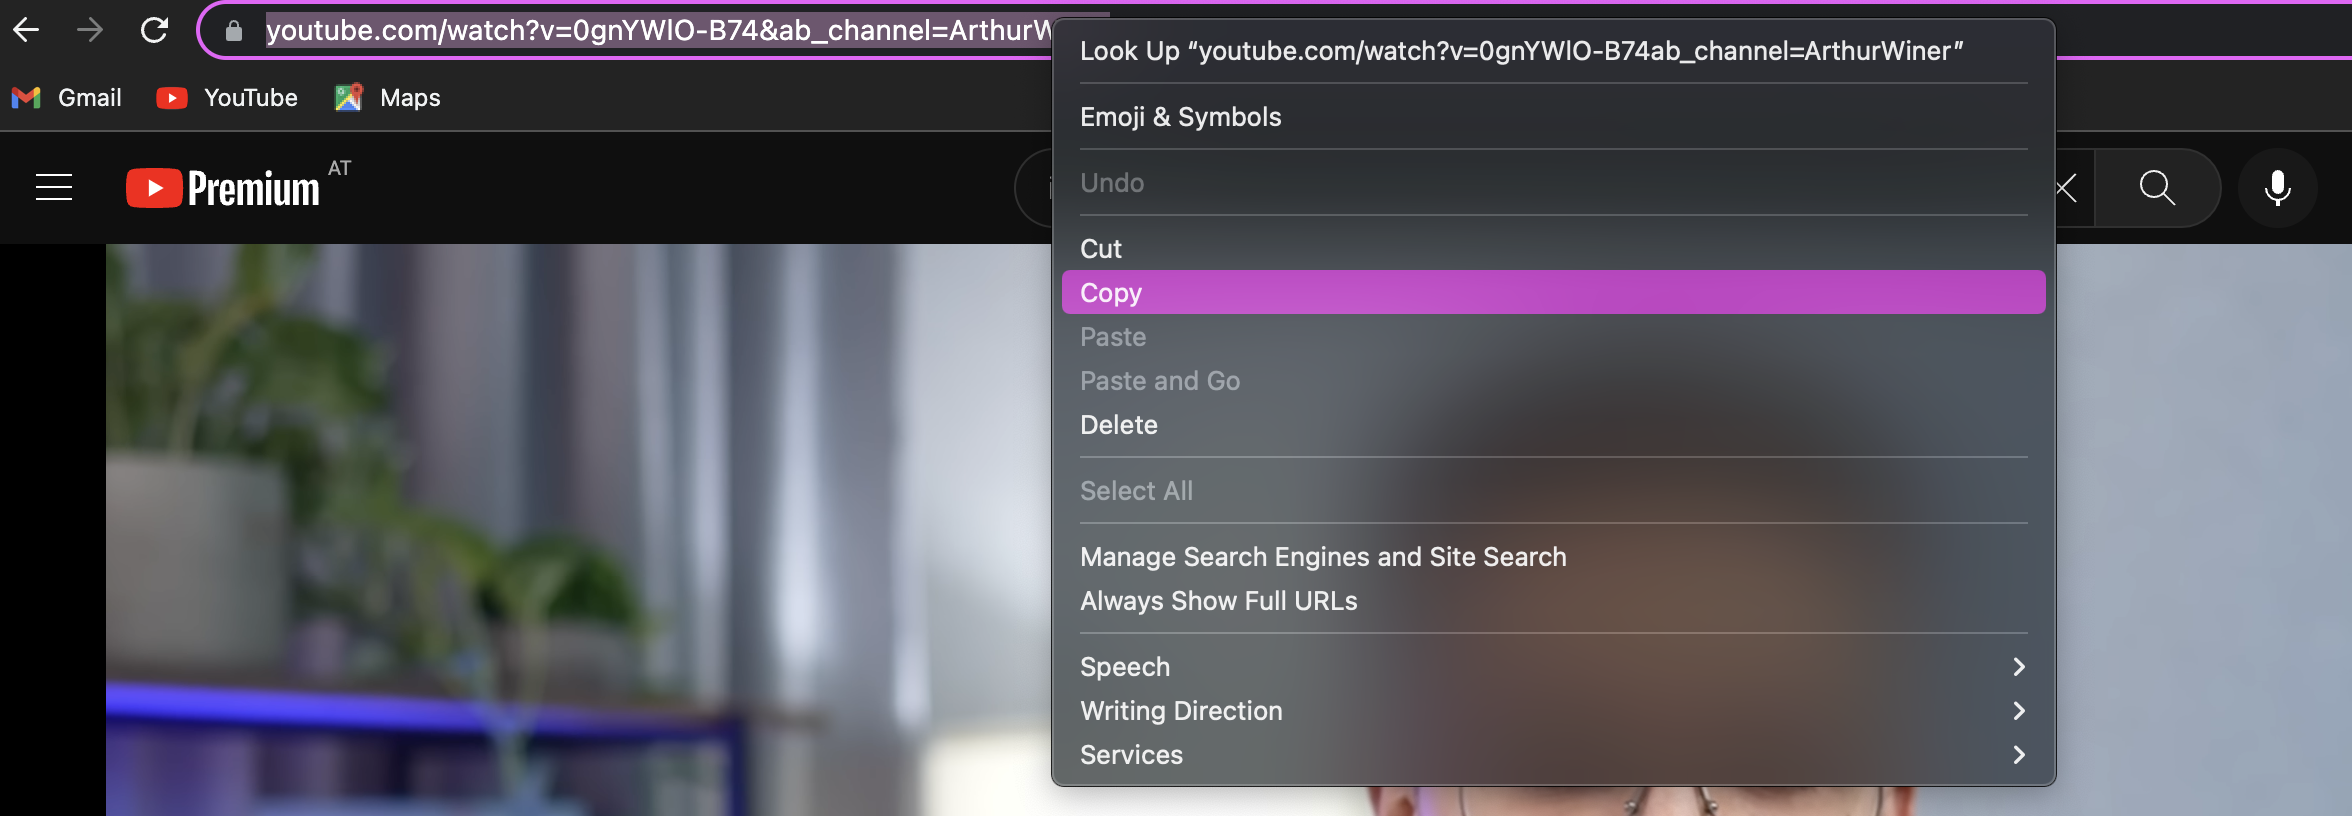 youtube.com/watch?v=0gnYWlO-B74&ab_channel=ArthurW
Look Up “youtube.com/watch?v=0gnYWlO-B74ab_channel=ArthurWiner”
Gmail YouTube Maps
Emoji & Symbols
Premium AT
Undo
Cut
Copy
Paste
Paste and Go
Delete
Select All
Manage Search Engines and Site Search
Always Show Full URLs
Speech
Writing Direction
Services